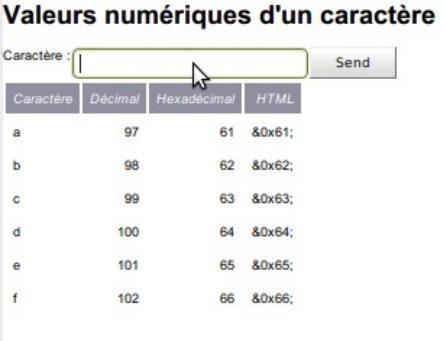 Valeurs numériques d'un caractère
Caractère : Send
Caractère Décimal Hexadécimal HTML
a 97 61 &0x61;
b 98 62 &0x62;
c 99 63 &0x63;
d 100 64 &0x64;
e 101 65 &0x65;
f 102 66 &0x66;